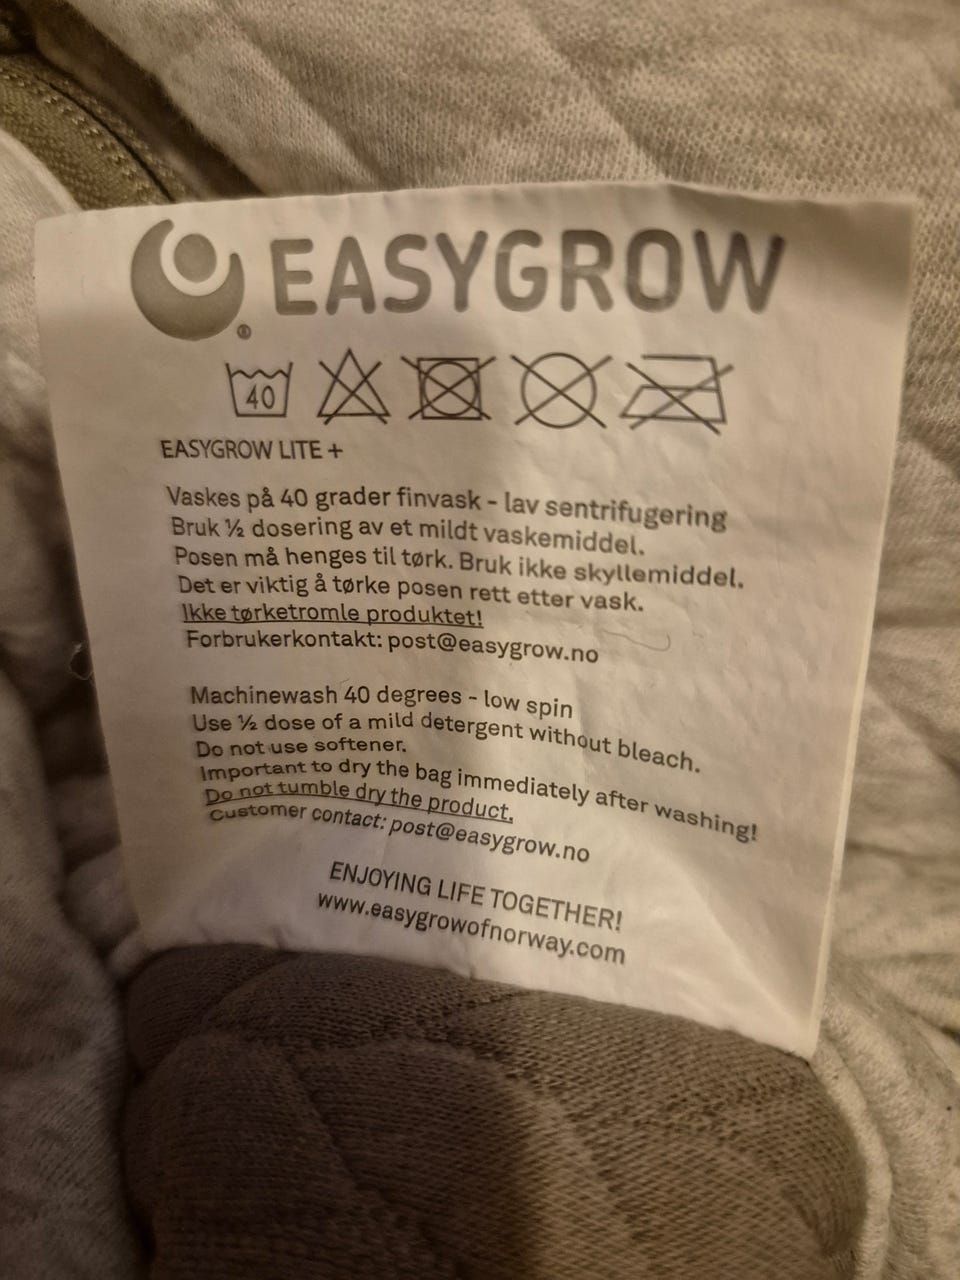 EASYGROW
®
40
EASYGROW LITE +
Vaskes på 40 grader finvask - lav sentrifugering
Bruk ½ dosering av et mildt vaskemiddel.
Posen må henges til tørk. Bruk ikke skyllemiddel.
Det er viktig å tørke posen rett etter vask.
Ikke tørketromle produktet!
Forbrukerkontakt: post@easygrow.no
Machinewash 40 degrees - low spin
Use ½ dose of a mild detergent without bleach.
Do not use softener.
Important to dry the bag immediately after washing!
Do not tumble dry the product.
Customer contact: post@easygrow.no
ENJOYING LIFE TOGETHER!
www.easygrowofnorway.com